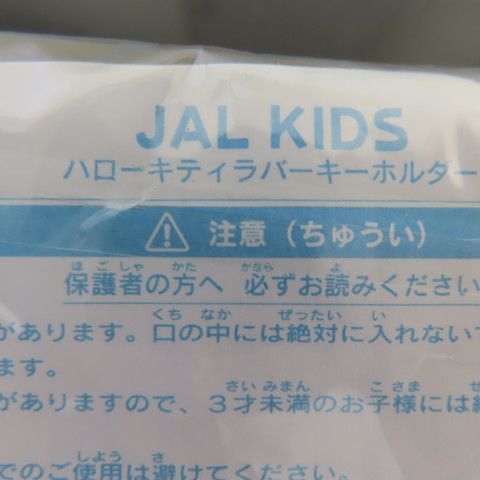 JAL KIDS
ハローキティラバーキーホルダー
注意（ちゅうい）
ほごしゃ かた かなら よ
保護者の方へ 必ずお読みください
くち なか ぜったい い
があります。口の中には絶対に入れないで
ます。
さいみまん こさま
がありますので、3才未満のお子様には絶
しよう さ
でのご使用は避けてください。